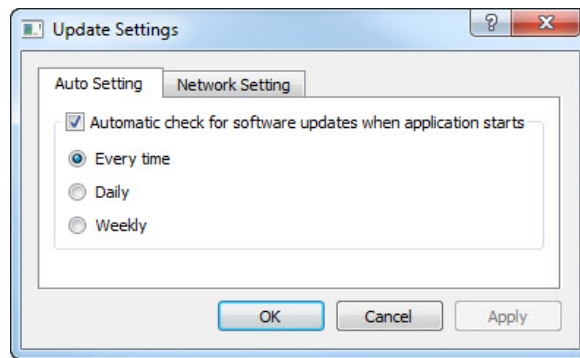 Update Settings
?
Auto Setting
Network Setting
Automatic check for software updates when application starts
Every time
Daily
Weekly
OK
Cancel
Apply